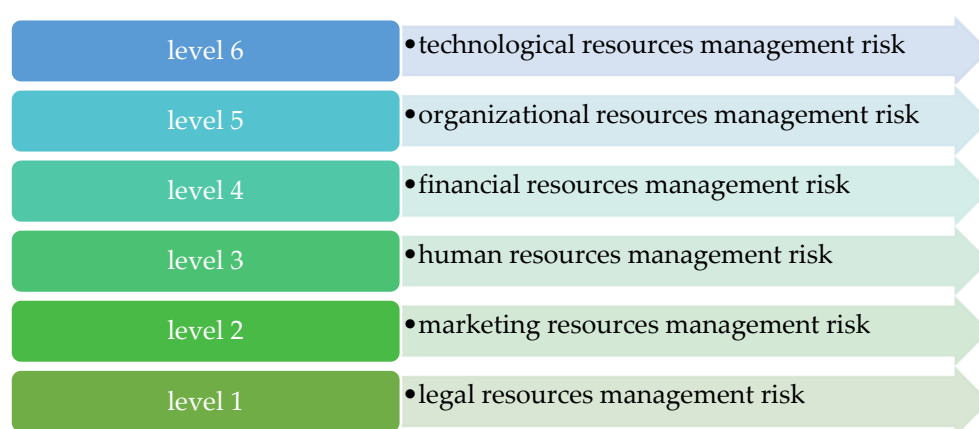 level 6
•technological resources management risk
level 5
•organizational resources management risk
level 4
•financial resources management risk
level 3
•human resources management risk
level 2
•marketing resources management risk
level 1
•legal resources management risk